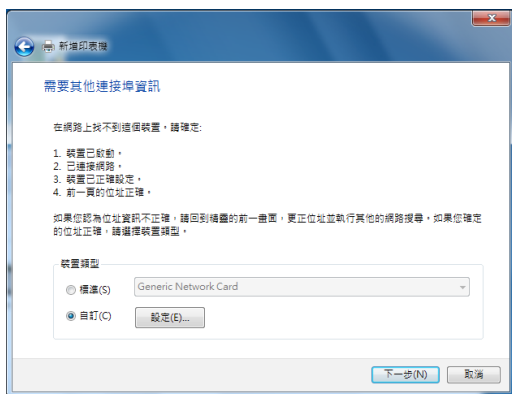 新增印表機
需要其他連接埠資訊
在網路上找不到這個裝置，請確定:
1. 裝置已啟動。
2. 已連接網路。
3. 裝置已正確設定。
4. 前一頁的位址正確。
如果您認為位址資訊不正確，請回到精靈的前一畫面，更正位址並執行其他的網路搜尋。如果您確定
的位址正確，請選擇裝置類型。
裝置類型
標準(S) Generic Network Card
自訂(C) 設定(E)...
下一步(N) 取消